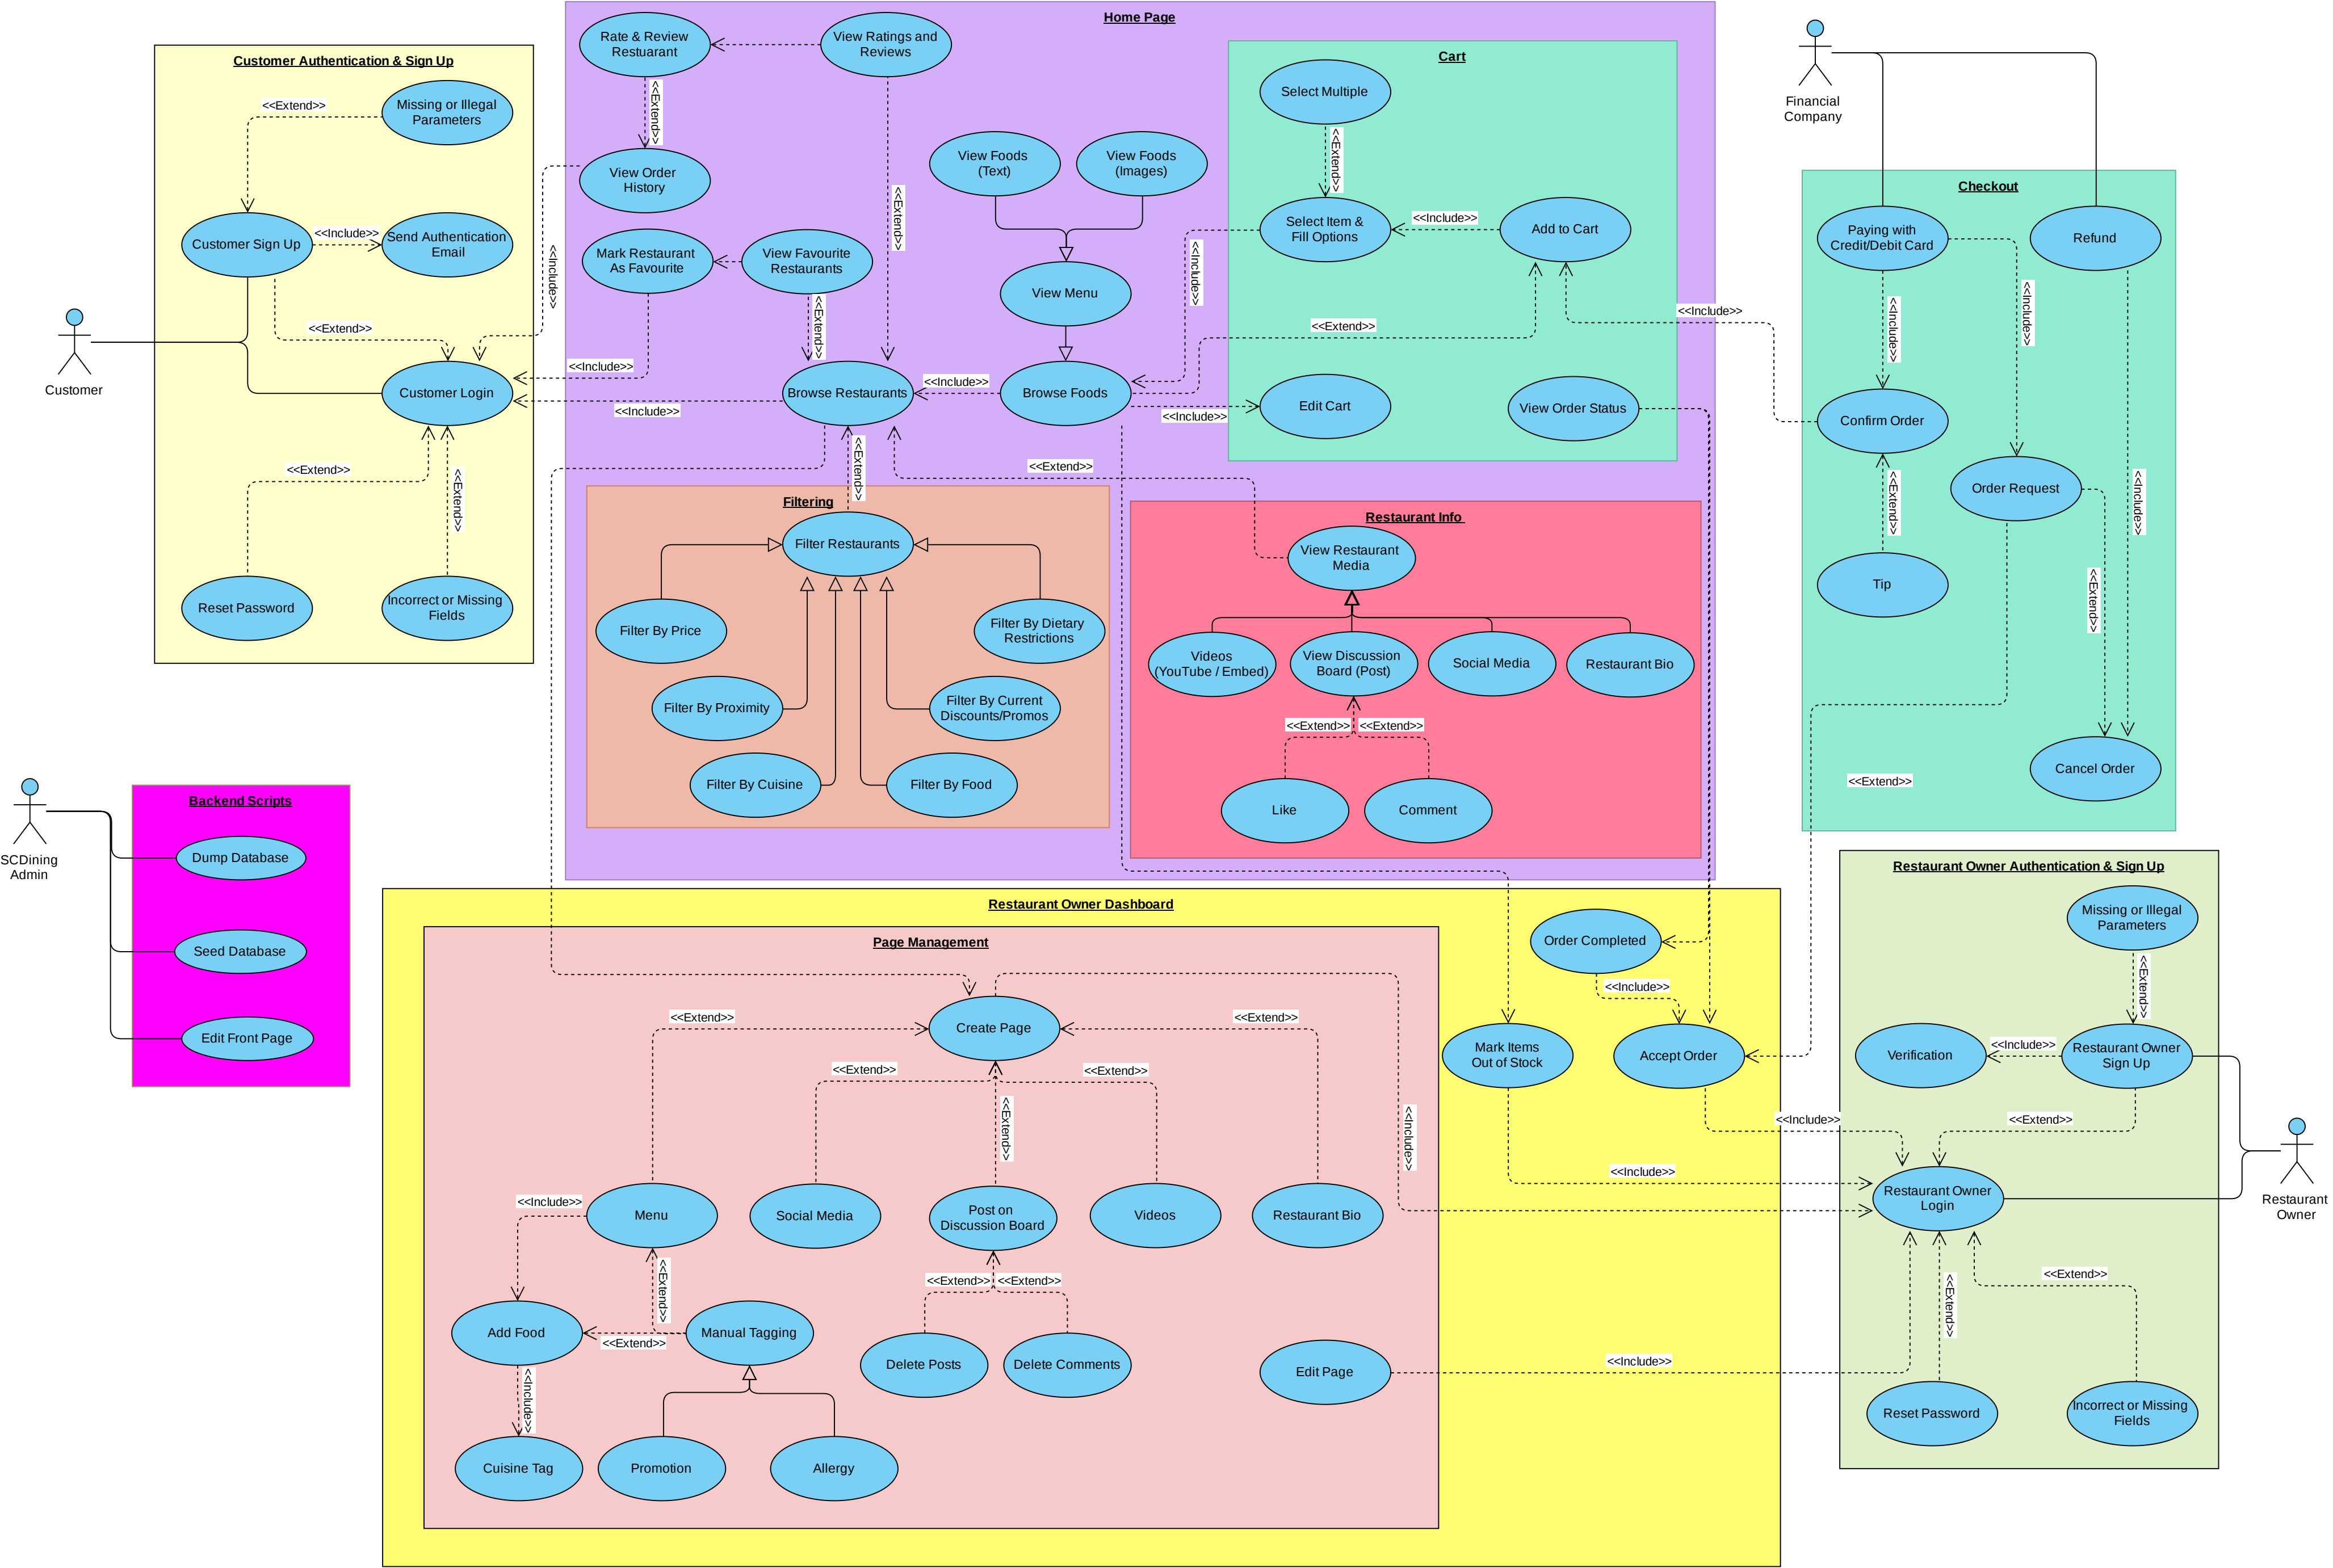 Home Page
Rate & Review
Restuarant
View Ratings and
Reviews
<<Extend>>
View Order
History
<<Extend>>
<<Include>>
Mark Restaurant
As Favourite
View Favourite
Restaurants
<<Extend>>
<<Include>>
View Foods
(Text)
View Foods
(Images)
View Menu
Browse Restaurants
<<Include>>
Browse Foods
<<Include>>
<<Include>>
<<Extend>>
<<Include>>
<<Extend>>
<<Extend>>
Cart
Select Multiple
<<Extend>>
Select Item &
Fill Options
<<Include>>
Add to Cart
Edit Cart
View Order Status
<<Include>>
Customer Authentication & Sign Up
Missing or Illegal
Parameters
<<Extend>>
Customer Sign Up
<<Include>>
Send Authentication
Email
<<Extend>>
Customer Login
<<Extend>>
<<Extend>>
Reset Password
Incorrect or Missing
Fields
Customer
Financial
Company
Checkout
Paying with
Credit/Debit Card
Refund
<<Include>>
<<Include>>
Confirm Order
<<Extend>>
Order Request
<<Include>>
Tip
<<Extend>>
Cancel Order
<<Extend>>
Filtering
Filter Restaurants
Filter By Price
Filter By Dietary
Restrictions
Filter By Proximity
Filter By Current
Discounts/Promos
Filter By Cuisine
Filter By Food
Restaurant Info
View Restaurant
Media
Videos
(YouTube / Embed)
View Discussion
Board (Post)
Social Media
Restaurant Bio
<<Extend>>
<<Extend>>
Like
Comment
SCDining
Admin
Backend Scripts
Dump Database
Seed Database
Edit Front Page
Restaurant Owner Dashboard
Page Management
Create Page
<<Extend>>
<<Extend>>
<<Extend>>
<<Extend>>
<<Extend>>
<<Include>>
Menu
Social Media
Post on
Discussion Board
Videos
Restaurant Bio
<<Include>>
<<Extend>>
<<Extend>>
<<Extend>>
Add Food
<<Extend>>
Manual Tagging
Delete Posts
Delete Comments
Edit Page
<<Include>>
Cuisine Tag
Promotion
Allergy
Order Completed
<<Include>>
Mark Items
Out of Stock
Accept Order
<<Include>>
<<Include>>
<<Include>>
Restaurant Owner Authentication & Sign Up
Missing or Illegal
Parameters
<<Extend>>
Verification
<<Include>>
Restaurant Owner
Sign Up
<<Extend>>
Restaurant Owner
Login
<<Extend>>
<<Extend>>
Reset Password
Incorrect or Missing
Fields
Restaurant
Owner